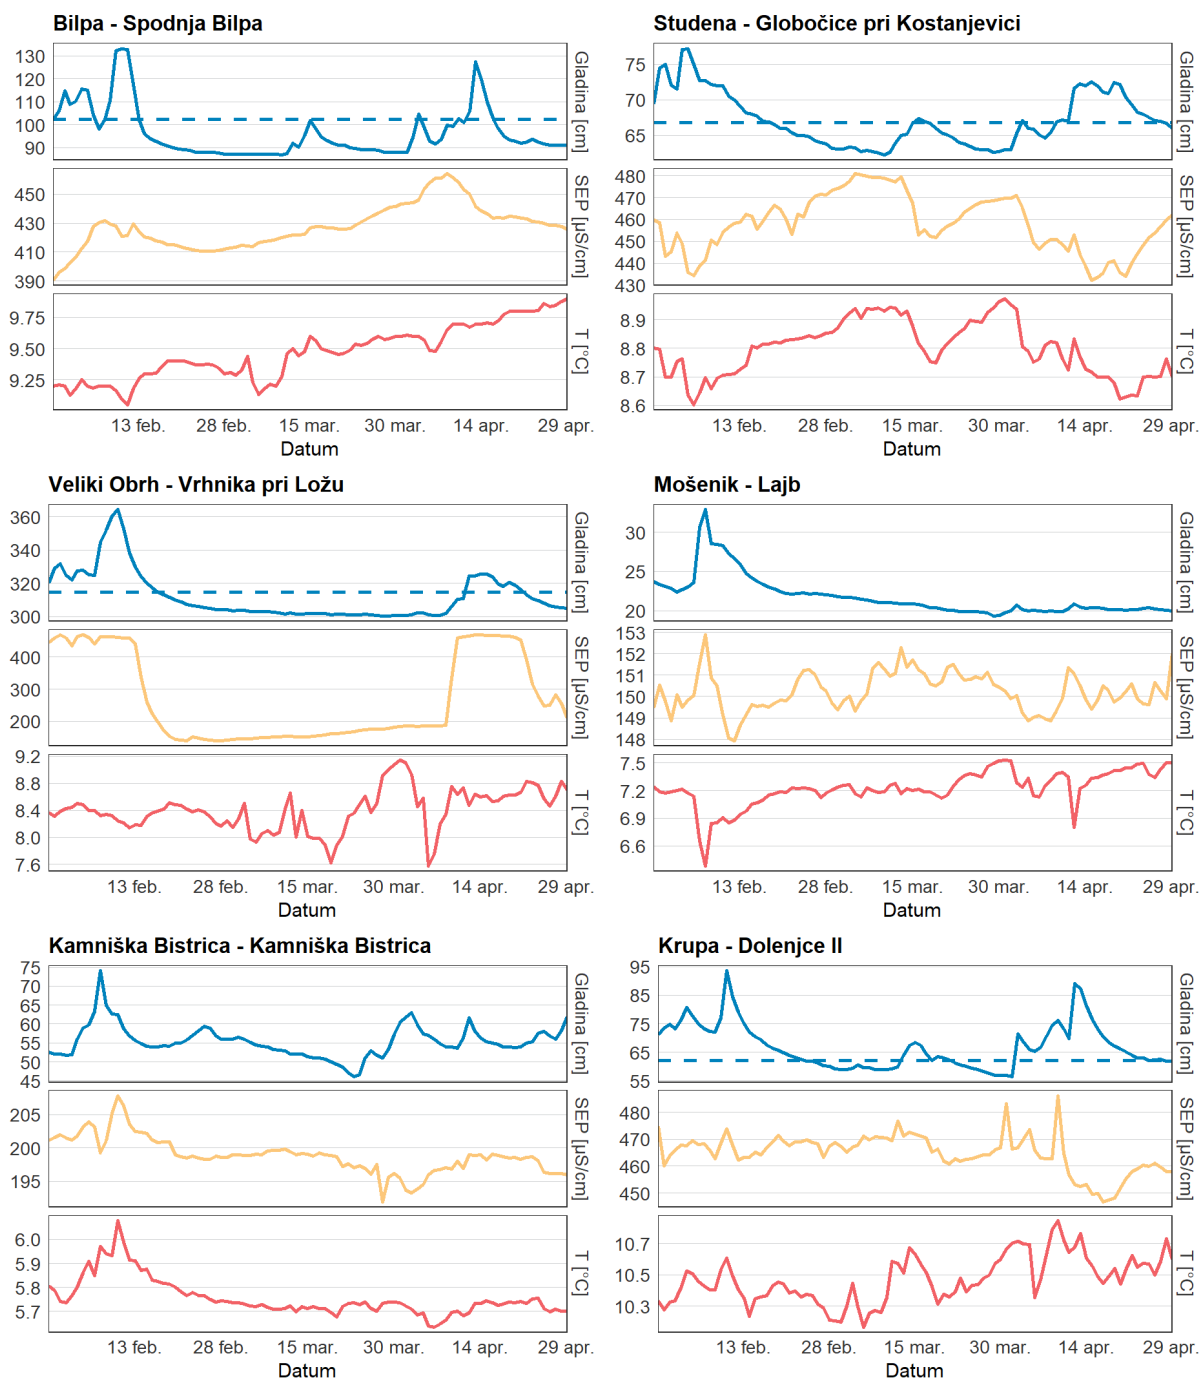 Bilpa - Spodnja Bilpa
130
120
110
100
90
Gladina [cm]
450
430
410
390
SEP [µS/cm]
9.75
9.50
9.25
T [°C]
13 feb.
28 feb.
15 mar.
30 mar.
14 apr.
29 apr.
Datum
Studena - Globočice pri Kostanjevici
75
70
65
Gladina [cm]
480
470
460
450
440
430
SEP [µS/cm]
8.9
8.8
8.7
8.6
T [°C]
13 feb.
28 feb.
15 mar.
30 mar.
14 apr.
29 apr.
Datum
Veliki Obrh - Vrhnika pri Ložu
360
340
320
300
Gladina [cm]
400
300
200
SEP [µS/cm]
9.2
8.8
8.4
8.0
7.6
T [°C]
13 feb.
28 feb.
15 mar.
30 mar.
14 apr.
29 apr.
Datum
Mošenik - Lajb
30
25
20
Gladina [cm]
153
152
151
150
149
148
SEP [µS/cm]
7.5
7.2
6.9
6.6
T [°C]
13 feb.
28 feb.
15 mar.
30 mar.
14 apr.
29 apr.
Datum
Kamniška Bistrica - Kamniška Bistrica
75
70
65
60
55
50
45
Gladina [cm]
205
200
195
SEP [µS/cm]
6.0
5.9
5.8
5.7
T [°C]
13 feb.
28 feb.
15 mar.
30 mar.
14 apr.
29 apr.
Datum
Krupa - Dolenjce II
95
85
75
65
55
Gladina [cm]
480
470
460
450
SEP [µS/cm]
10.7
10.5
10.3
T [°C]
13 feb.
28 feb.
15 mar.
30 mar.
14 apr.
29 apr.
Datum